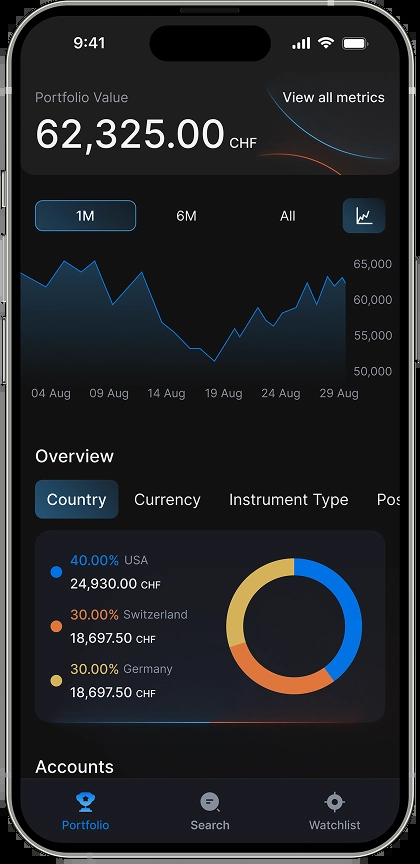 9:41
Portfolio Value
View all metrics
62,325.00 CHF
1M 6M All
65,000
60,000
55,000
50,000
04 Aug 09 Aug 14 Aug 19 Aug 24 Aug 29 Aug
Overview
Country Currency Instrument Type Pos
40.00% USA
24,930.00 CHF
30.00% Switzerland
18,697.50 CHF
30.00% Germany
18,697.50 CHF
Accounts
Portfolio Search Watchlist